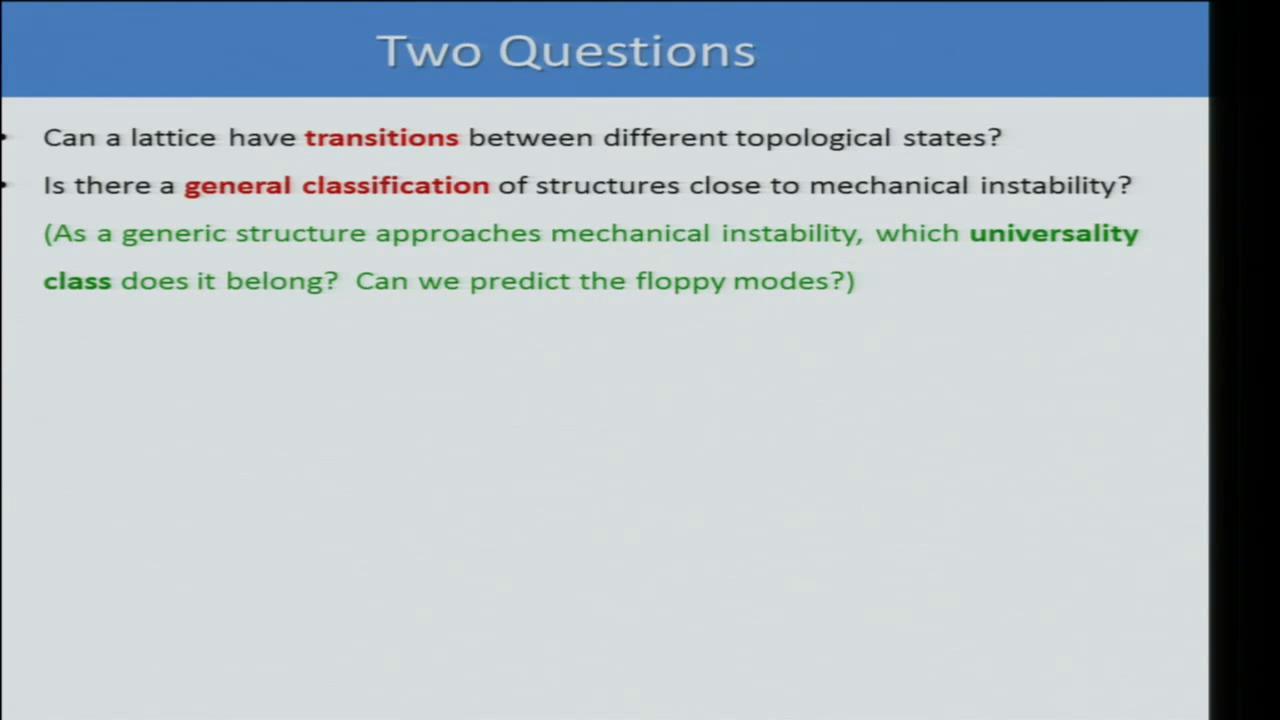 Two Questions
Can a lattice have transitions between different topological states?
Is there a general classification of structures close to mechanical instability?
(As a generic structure approaches mechanical instability, which universality
class does it belong? Can we predict the floppy modes?)